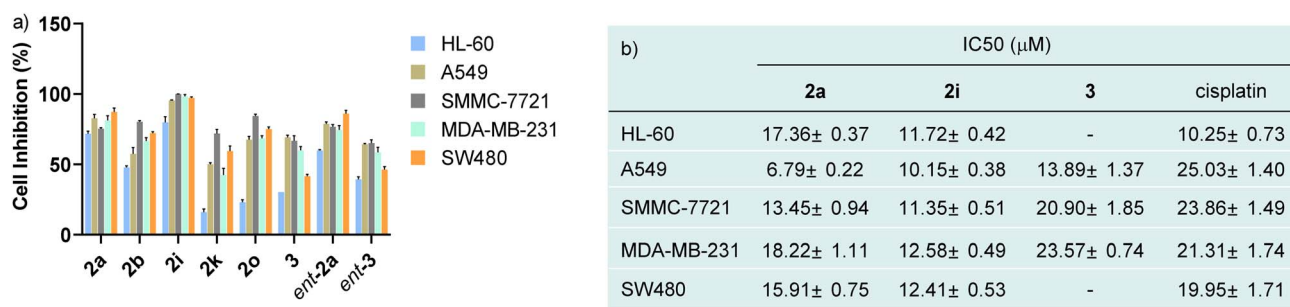 a)
150
100
50
0
Cell Inhibition (%)
HL-60
A549
SMMC-7721
MDA-MB-231
SW480
2a 2b 2i 2k 2o 3 ent-2a ent-3
b) IC50 (μM)
2a 2i 3 cisplatin
HL-60 17.36± 0.37 11.72± 0.42 - 10.25± 0.73
A549 6.79± 0.22 10.15± 0.38 13.89± 1.37 25.03± 1.40
SMMC-7721 13.45± 0.94 11.35± 0.51 20.90± 1.85 23.86± 1.49
MDA-MB-231 18.22± 1.11 12.58± 0.49 23.57± 0.74 21.31± 1.74
SW480 15.91± 0.75 12.41± 0.53 - 19.95± 1.71